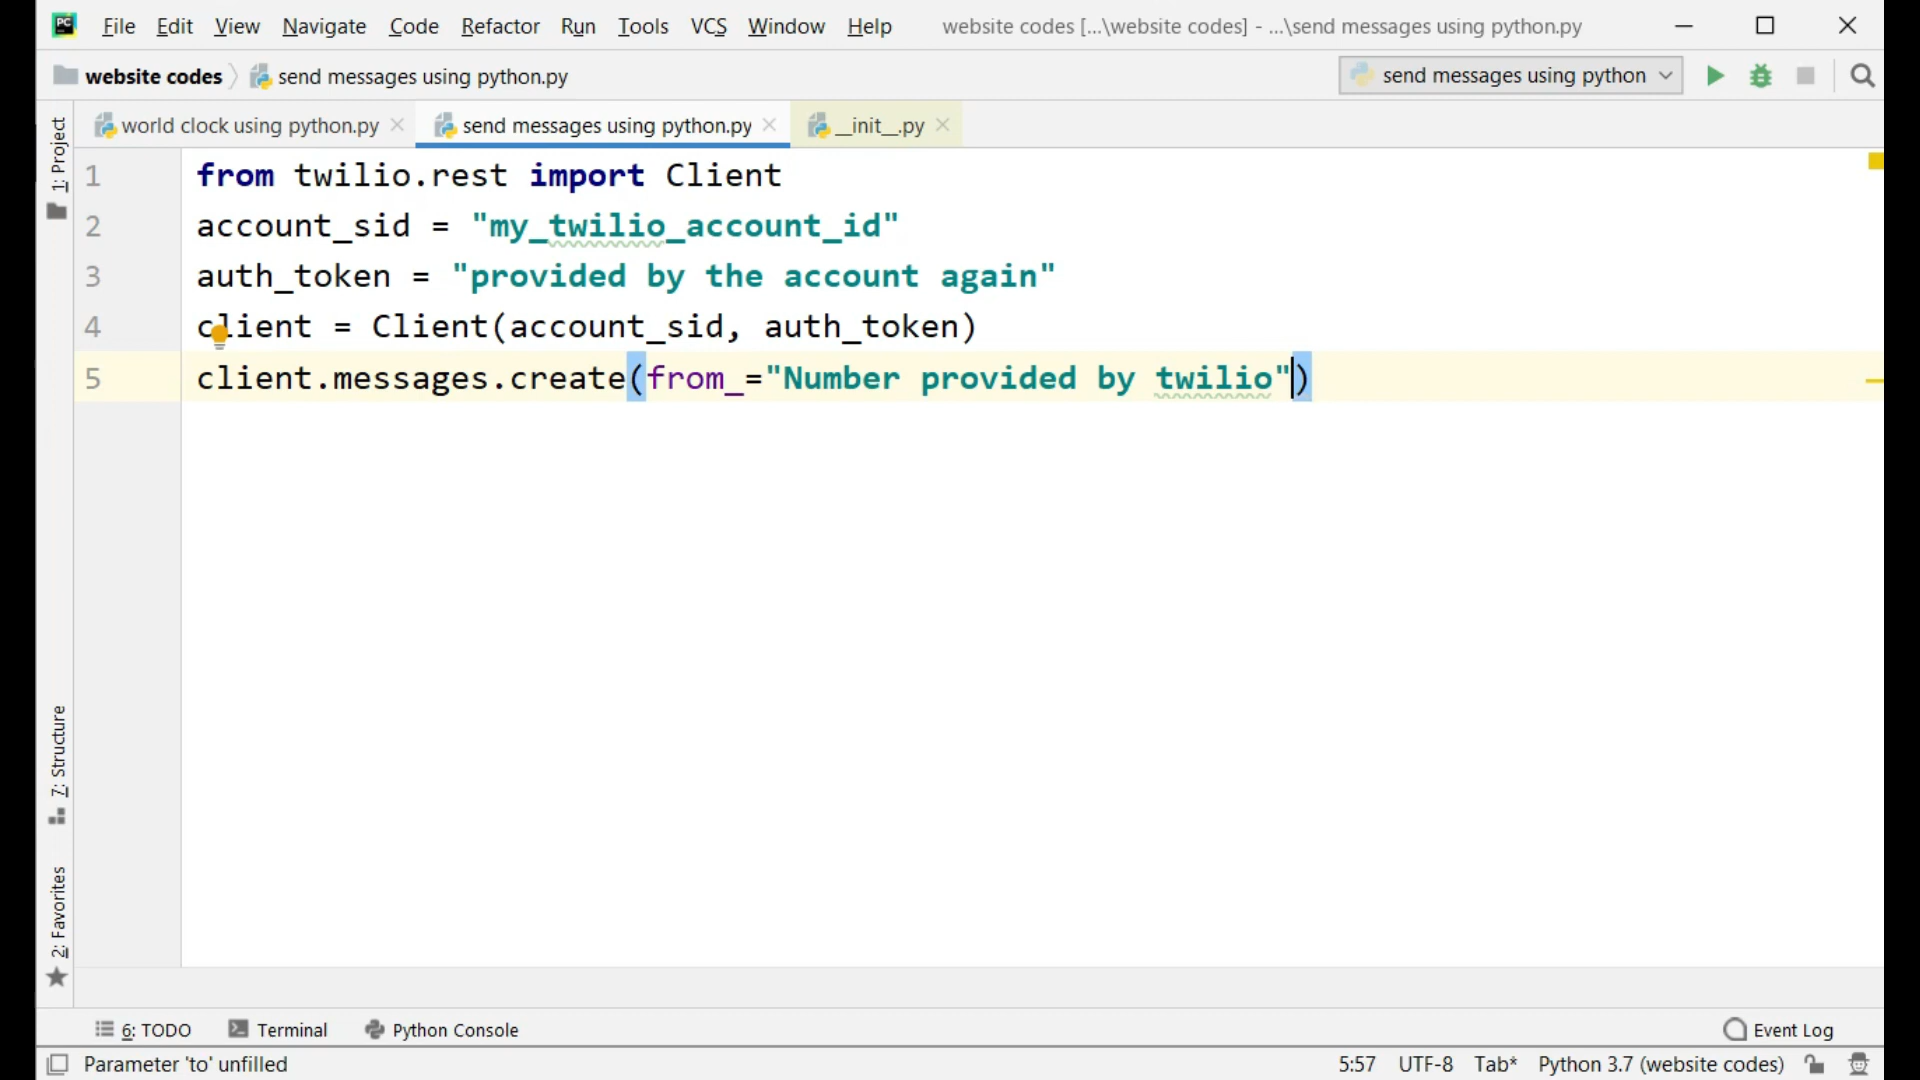 PC File Edit View Navigate Code Refactor Run Tools VCS Window Help website codes [...\website codes] - ...\send messages using python.py
website codes send messages using python.py send messages using python
world clock using python.py send messages using python.py __init__.py
1: Project
1 from twilio.rest import Client
2 account_sid = "my_twilio_account_id"
3 auth_token = "provided by the account again"
4 client = Client(account_sid, auth_token)
5 client.messages.create(from_="Number provided by twilio")
7: Structure
2: Favorites
6: TODO Terminal Python Console Event Log
Parameter 'to' unfilled 5:57 UTF-8 Tab* Python 3.7 (website codes)